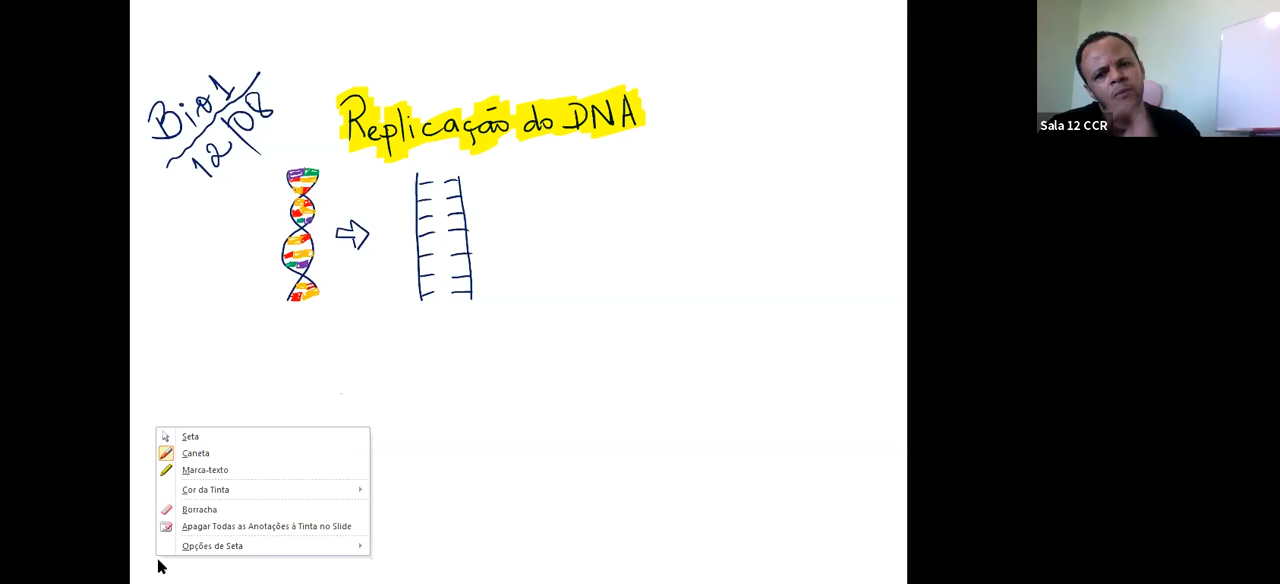 Bio 1
12/08
Replicação do DNA
Sala 12 CCR
Seta
Caneta
Marca-texto
Cor da Tinta
Borracha
Apagar Todas as Anotações à Tinta no Slide
Opções de Seta